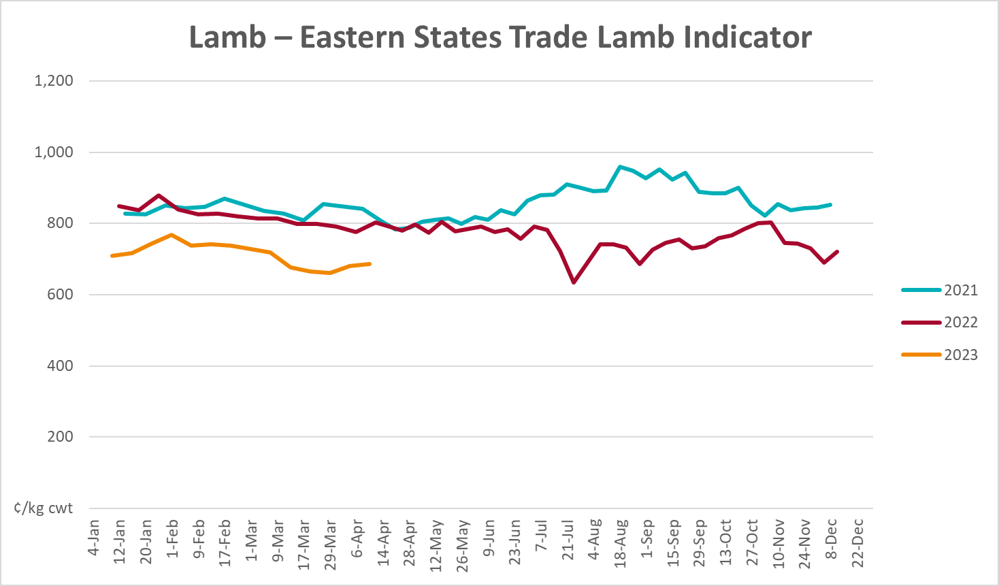 Lamb – Eastern States Trade Lamb Indicator
1,200
1,000
800
600
400
200
¢/kg cwt
4-Jan
12-Jan
20-Jan
1-Feb
9-Feb
17-Feb
1-Mar
9-Mar
17-Mar
29-Mar
6-Apr
14-Apr
28-Apr
12-May
26-May
9-Jun
23-Jun
7-Jul
21-Jul
4-Aug
18-Aug
1-Sep
15-Sep
29-Sep
13-Oct
27-Oct
10-Nov
24-Nov
8-Dec
22-Dec
2021
2022
2023